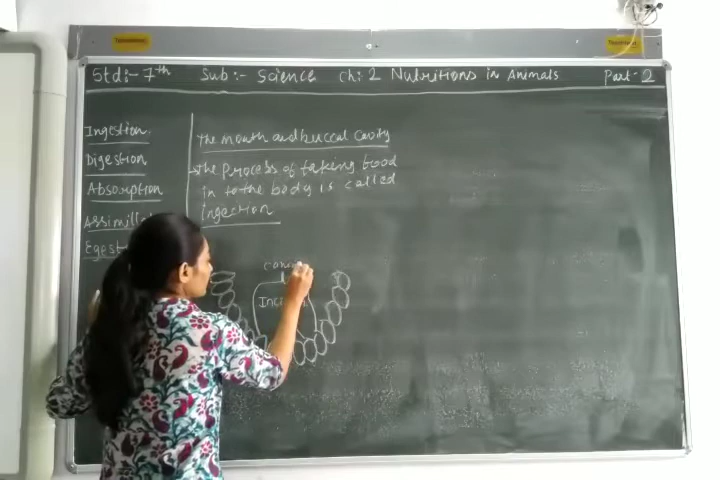 Std:- 7th Sub:- Science Ch: 2 Nutritions in Animals Part- 2
Ingestion
Digestion
Absorption
The mouth and buccal cavity
The process of taking food
in to the body is called
Ingection